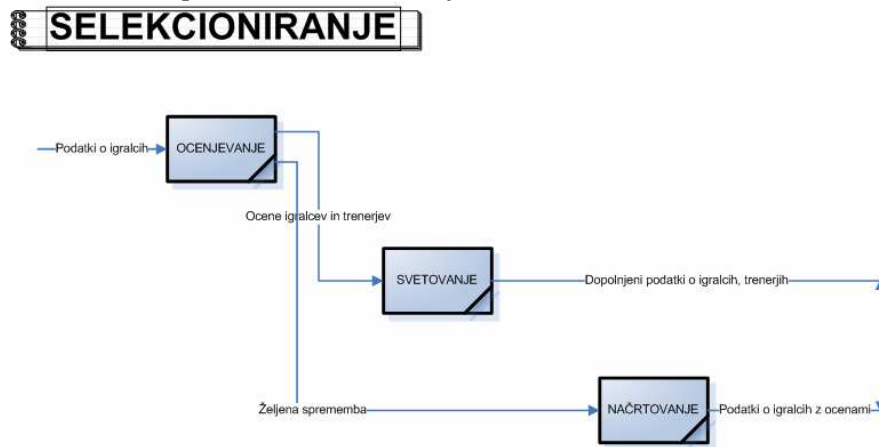 SELEKCIONIRANJE
Podatki o igralcih
OCENJEVANJE
Ocene igralcev in trenerjev
SVETOVANJE
Dopolnjeni podatki o igralcih, trenerjih
Željena sprememba
NAČRTOVANJE
Podatki o igralcih z ocenami